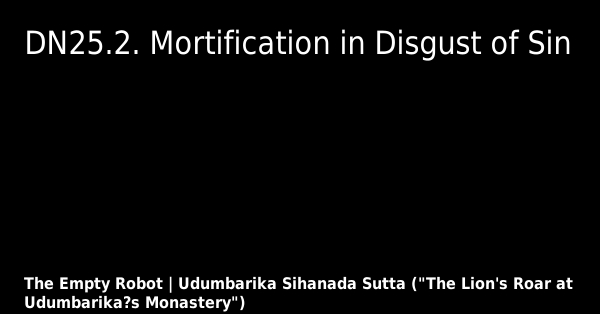 DN25.2. Mortification in Disgust of Sin
The Empty Robot | Udumbarika Sihanada Sutta ("The Lion's Roar at
Udumbarika?s Monastery")